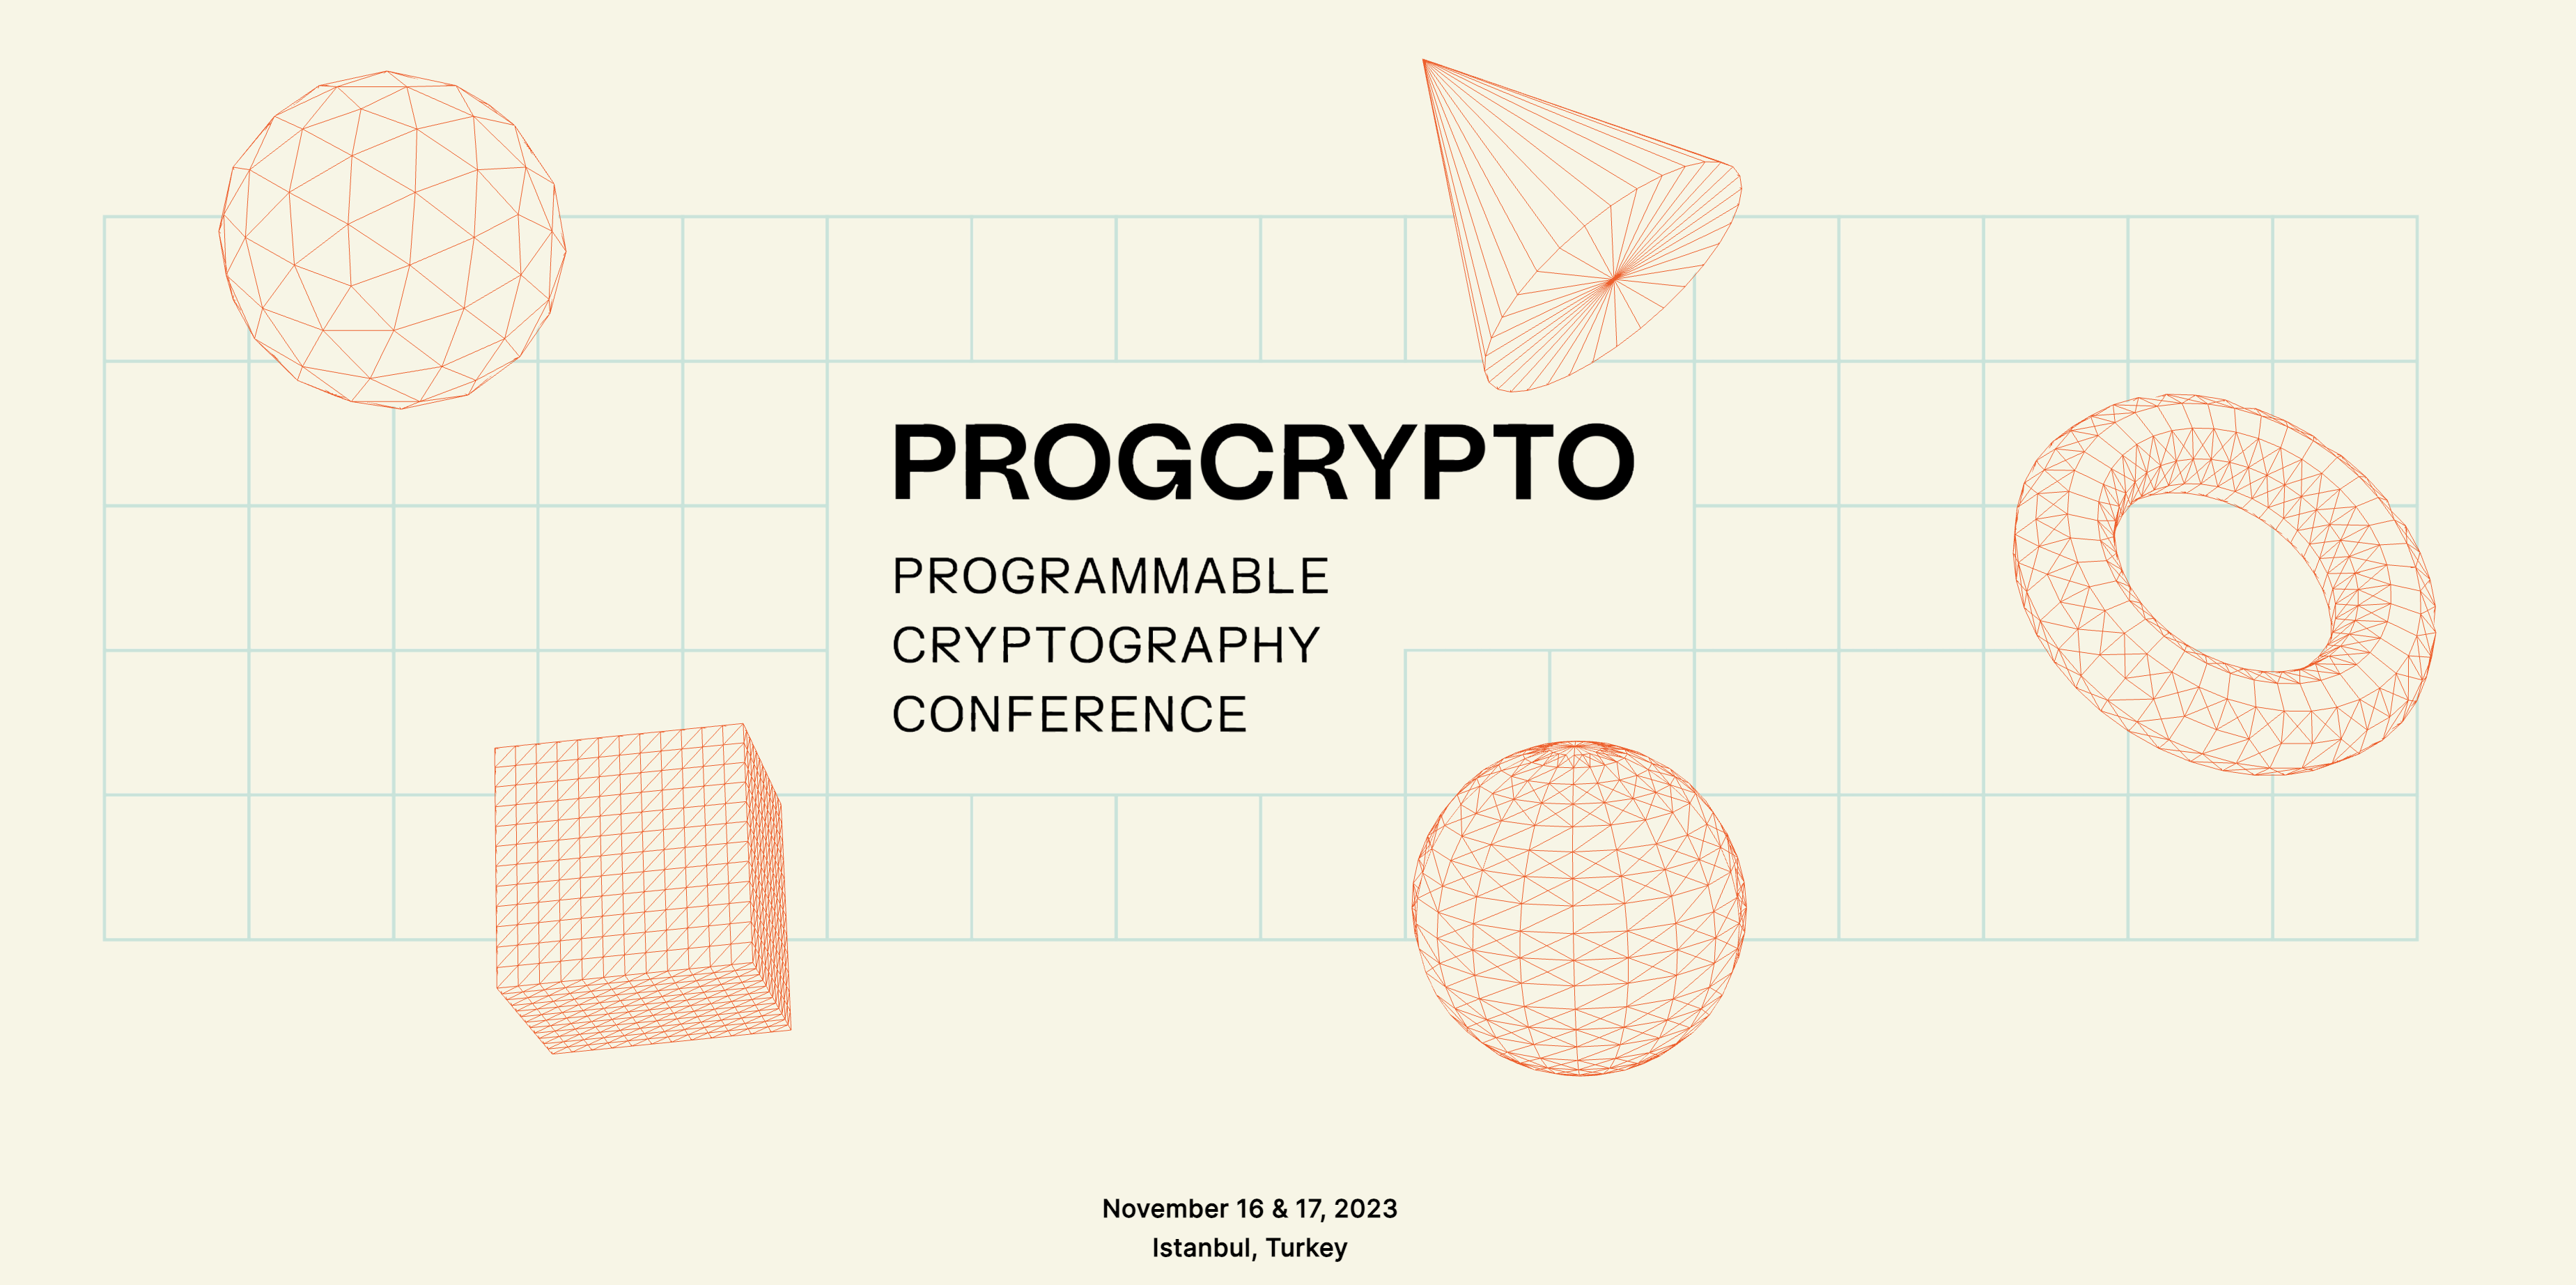 PROGCRYPTO
PROGRAMMABLE
CRYPTOGRAPHY
CONFERENCE
November 16 & 17, 2023
Istanbul, Turkey